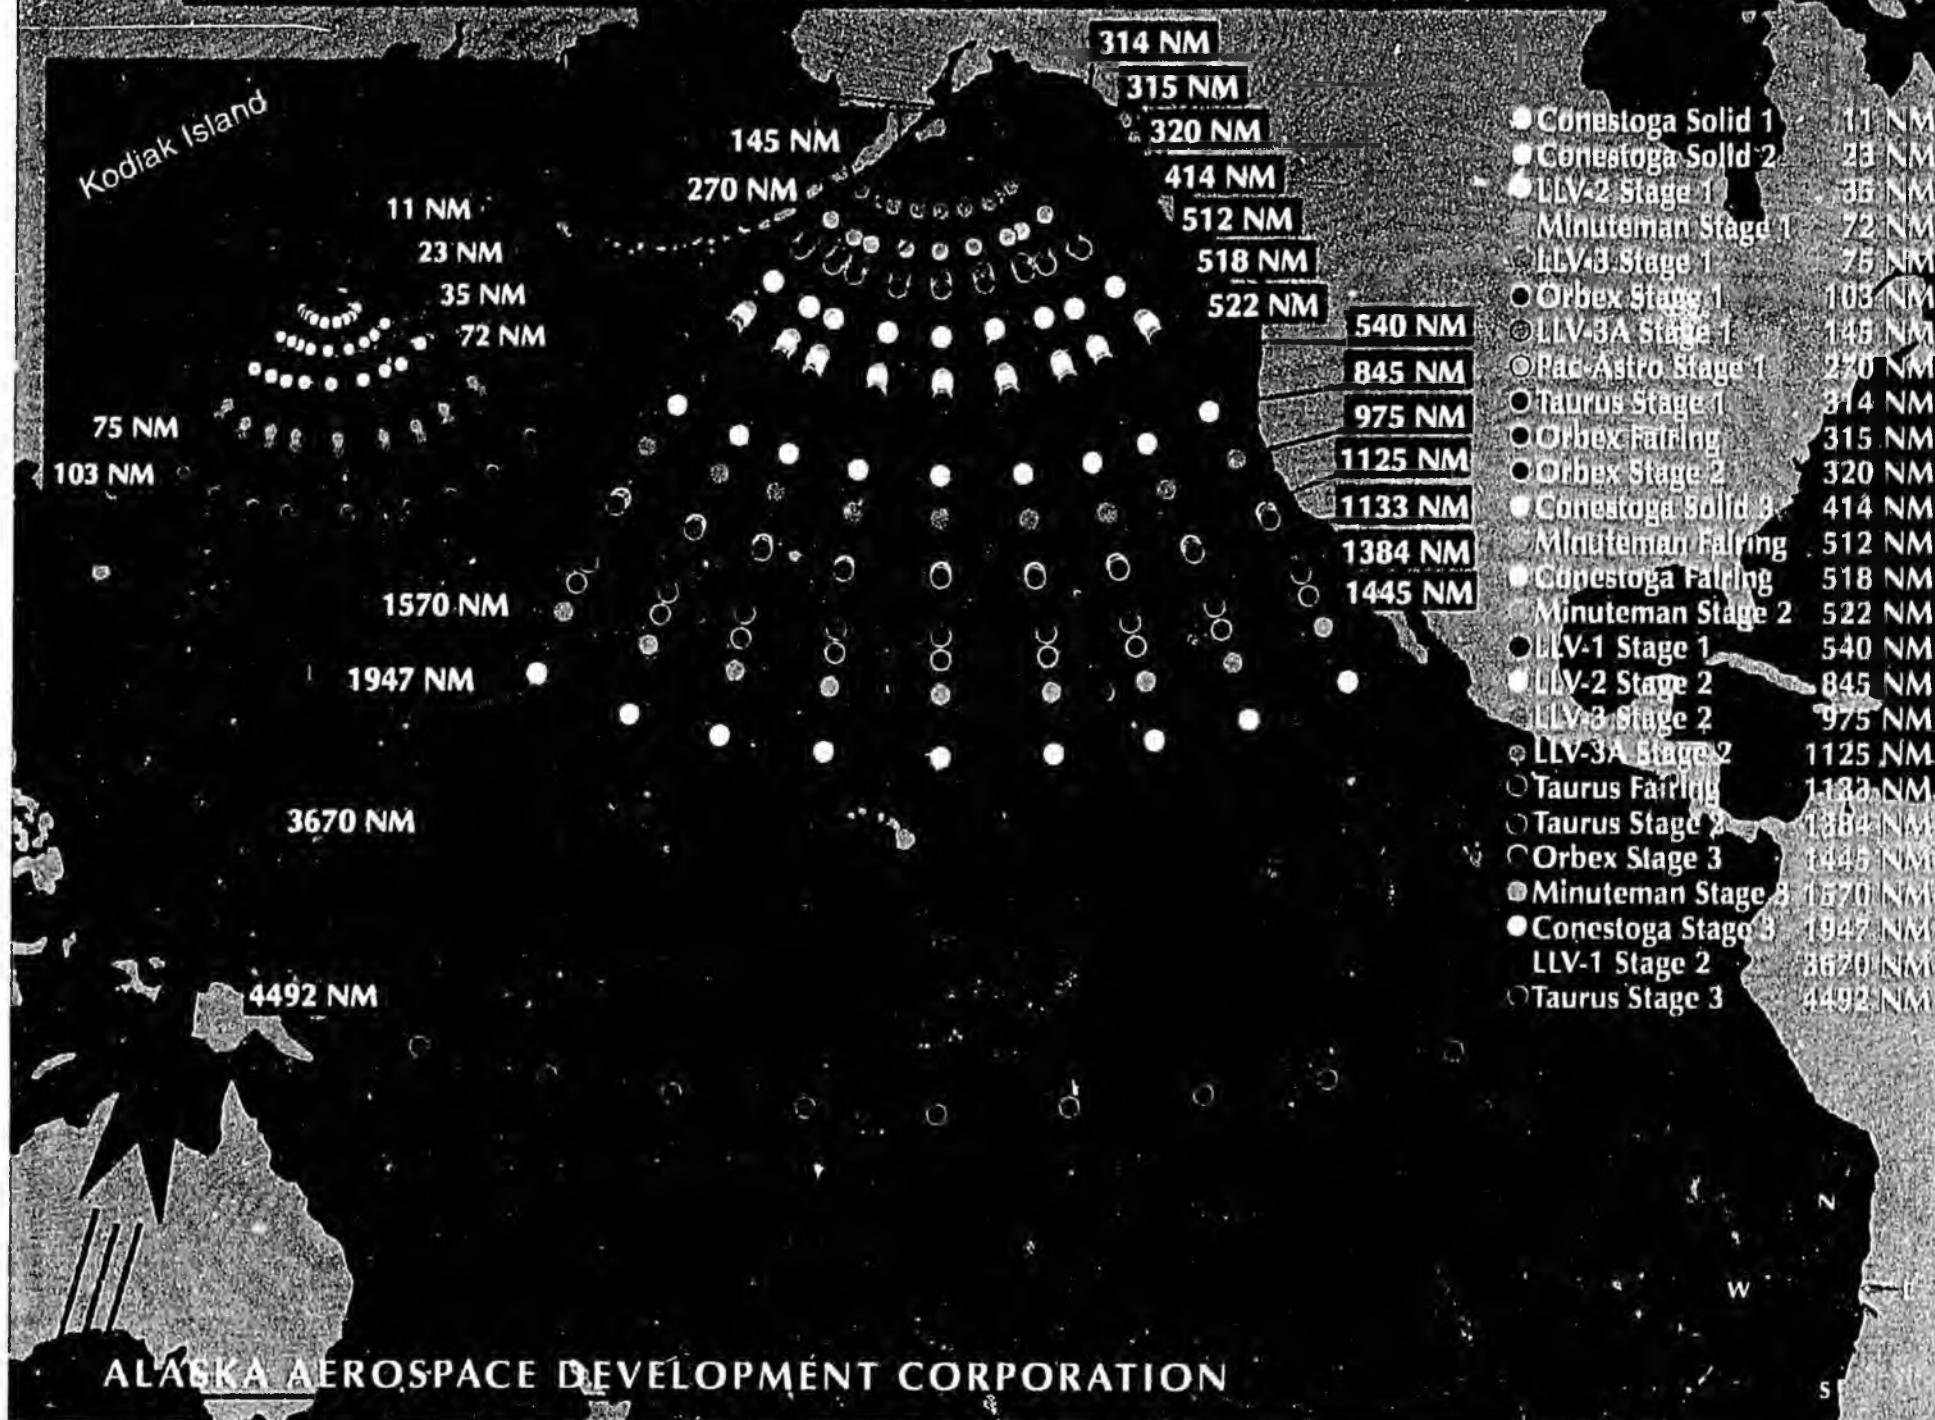 Kodiak Island
11 NM
23 NM
35 NM
72 NM
75 NM
103 NM
145 NM
270 NM
314 NM
315 NM
320 NM
414 NM
512 NM
518 NM
522 NM
540 NM
845 NM
975 NM
1125 NM
1133 NM
1384 NM
1445 NM
1570 NM
1947 NM
3670 NM
4492 NM
Conestoga Solid 1 11 NM
Conestoga Solid 2 23 NM
LLV-2 Stage 1 35 NM
Minuteman Stage 1 72 NM
LLV-3 Stage 1 75 NM
Orbex Stage 1 103 NM
LLV-3A Stage 1 145 NM
Pac-Astro Stage 1 270 NM
Taurus Stage 1 314 NM
Orbex Fairing 315 NM
Orbex Stage 2 320 NM
Conestoga Solid 3 414 NM
Minuteman Fairing 512 NM
Conestoga Fairing 518 NM
Minuteman Stage 2 522 NM
LLV-1 Stage 1 540 NM
LLV-2 Stage 2 845 NM
LLV-3 Stage 2 975 NM
LLV-3A Stage 2 1125 NM
Taurus Fairing 1133 NM
Taurus Stage 2 1384 NM
Orbex Stage 3 1445 NM
Minuteman Stage 3 1570 NM
Conestoga Stage 3 1947 NM
LLV-1 Stage 2 3670 NM
Taurus Stage 3 4492 NM
N
W
S
ALASKA AEROSPACE DEVELOPMENT CORPORATION